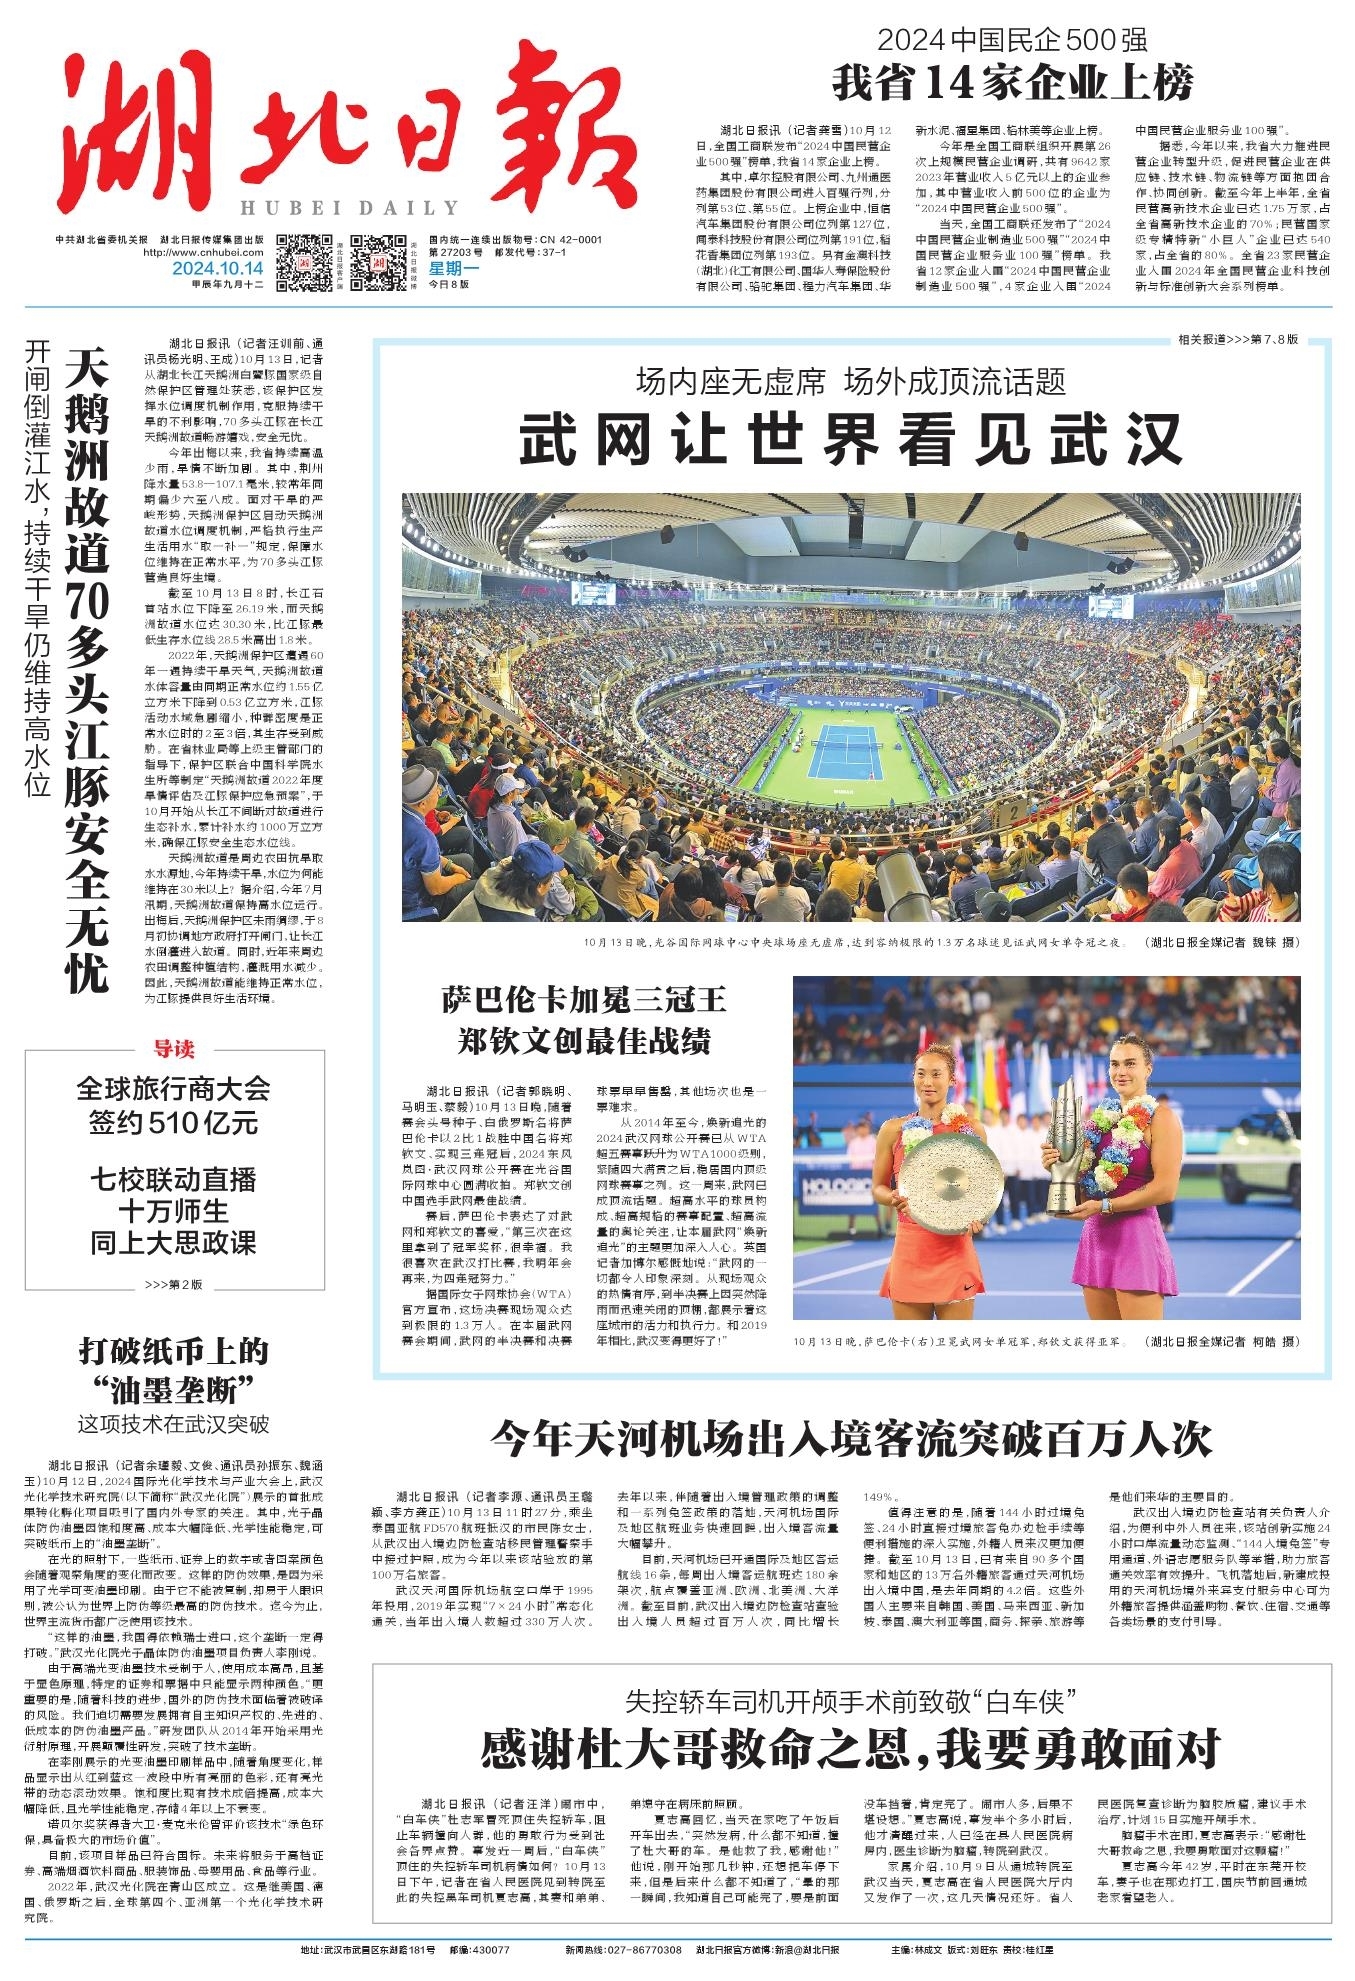 湖北日報
HUBEI DAILY
中共湖北省委机关报 湖北日报传媒集团出版
http://www.cnhubei.com
2024.10.14
甲辰年九月十二
湖北日报客户端
湖北日报微博
国内统一连续出版物号:CN 42-0001
第27203号 邮发代号:37-1
星期一
今日8版
2024中国民企500强
我省14家企业上榜
湖北日报讯(记者龚雪)10月12
日,全国工商联发布“2024中国民营企
业500强”榜单,我省14家企业上榜。
其中,卓尔控股有限公司、九州通医
药集团股份有限公司进入百强行列,分
列第53位、第55位。上榜企业中,恒信
汽车集团股份有限公司位列第127位,
闻泰科技股份有限公司位列第191位,稻
花香集团位列第193位。另有金澳科技
(湖北)化工有限公司、国华人寿保险股份
有限公司、骆驼集团、程力汽车集团、华
新水泥、福星集团、格林美等企业上榜。
今年是全国工商联组织开展第26
次上规模民营企业调研,共有9642家
2023年营业收入5亿元以上的企业参
加,其中营业收入前500位的企业为
“2024中国民营企业500强”。
当天,全国工商联还发布了“2024
中国民营企业制造业500强”“2024中
国民营企业服务业100强”榜单。我
省12家企业入围“2024中国民营企业
制造业500强”,4家企业入围“2024
中国民营企业服务业100强”。
据悉,今年以来,我省大力推进民
营企业转型升级,促进民营企业在供
应链、技术链、物流链等方面抱团合
作、协同创新。截至今年上半年,全省
民营高新技术企业已达1.75万家,占
全省高新技术企业的70%;民营国家
级专精特新“小巨人”企业已达540
家,占全省的80%。全省23家民营企
业入围2024年全国民营企业科技创
新与标准创新大会系列榜单。
开闸倒灌江水,持续干旱仍维持高水位
天鹅洲故道70多头江豚安全无忧
湖北日报讯(记者汪训前、通
讯员杨光明、王成)10月13日,记者
从湖北长江天鹅洲白鱀豚国家级自
然保护区管理处获悉,该保护区发
挥水位调度机制作用,克服持续干
旱的不利影响,70多头江豚在长江
天鹅洲故道畅游嬉戏,安全无忧。
今年出梅以来,我省持续高温
少雨,旱情不断加剧。其中,荆州
降水量53.8—107.1毫米,较常年同
期偏少六至八成。面对干旱的严
峻形势,天鹅洲保护区启动天鹅洲
故道水位调度机制,严格执行生产
生活用水“取一补一”规定,保障水
位维持在正常水平,为70多头江豚
营造良好生境。
截至10月13日8时,长江石
首站水位下降至26.19米,而天鹅
洲故道水位达30.30米,比江豚最
低生存水位线28.5米高出1.8米。
2022年,天鹅洲保护区遭遇60
年一遇持续干旱天气,天鹅洲故道
水体容量由同期正常水位约1.55亿
立方米下降到0.53亿立方米,江豚
活动水域急剧缩小,种群密度是正
常水位时的2至3倍,其生存受到威
胁。在省林业局等上级主管部门的
指导下,保护区联合中国科学院水
生所等制定“天鹅洲故道2022年度
旱情评估及江豚保护应急预案”,于
10月开始从长江不间断对故道进行
生态补水,累计补水约1000万立方
米,确保江豚安全生态水位线。
天鹅洲故道是周边农田抗旱取
水水源地,今年持续干旱,水位为何能
维持在30米以上?据介绍,今年7月
汛期,天鹅洲故道保持高水位运行。
出梅后,天鹅洲保护区未雨绸缪,于8
月初协调地方政府打开闸门,让长江
水倒灌进入故道。同时,近年来周边
农田调整种植结构,灌溉用水减少。
因此,天鹅洲故道能维持正常水位,
为江豚提供良好生活环境。
导读
全球旅行商大会
签约510亿元
七校联动直播
十万师生
同上大思政课
>>>第2版
打破纸币上的
“油墨垄断”
这项技术在武汉突破
湖北日报讯(记者余瑾毅、文俊、通讯员孙振东、魏涵
玉)10月12日,2024国际光化学技术与产业大会上,武汉
光化学技术研究院(以下简称“武汉光化院”)展示的首批成
果转化孵化项目吸引了国内外专家的关注。其中,光子晶
体防伪油墨因饱和度高、成本大幅降低、光学性能稳定,可
突破纸币上的“油墨垄断”。
在光的照射下,一些纸币、证券上的数字或者图案颜色
会随着观察角度的变化而改变。这样的防伪效果,是因为采
用了光学可变油墨印刷。由于它不能被复制,却易于人眼识
别,被公认为世界上防伪等级最高的防伪技术。迄今为止,
世界主流货币都广泛使用该技术。
“这样的油墨,我国得依赖瑞士进口,这个垄断一定得
打破。”武汉光化院光子晶体防伪油墨项目负责人李刚说。
由于高端光变油墨技术受制于人,使用成本高昂,且基
于显色原理,特定的证券和票据中只能显示两种颜色。“更
重要的是,随着科技的进步,国外的防伪技术面临着被破译
的风险。我们迫切需要发展拥有自主知识产权的、先进的、
低成本的防伪油墨产品。”研发团队从2014年开始采用光
衍射原理,开展颠覆性研发,突破了技术垄断。
在李刚展示的光变油墨印刷样品中,随着角度变化,样
品显示出从红到蓝这一波段中所有亮丽的色彩,还有亮光
带的动态滚动效果。饱和度比现有技术成倍提高,成本大
幅降低,且光学性能稳定,存储4年以上不衰变。
诺贝尔奖获得者大卫·麦克米伦曾评价该技术“绿色环
保,具备极大的市场价值”。
目前,该项目样品已符合国标。未来将服务于高档证
券、高端烟酒饮料商品、服装饰品、母婴用品、食品等行业。
2022年,武汉光化院在青山区成立。这是继美国、德
国、俄罗斯之后,全球第四个、亚洲第一个光化学技术研
究院。
相关报道>>>第7、8版
场内座无虚席 场外成顶流话题
武网让世界看见武汉
10月13日晚,光谷国际网球中心中央球场座无虚席,达到容纳极限的1.3万名球迷见证武网女单夺冠之夜。 (湖北日报全媒记者 魏铼 摄)
萨巴伦卡加冕三冠王
郑钦文创最佳战绩
湖北日报讯(记者郭晓明、
马明玉、蔡毅)10月13日晚,随着
赛会头号种子、白俄罗斯名将萨
巴伦卡以2比1战胜中国名将郑
钦文,实现三连冠后,2024东风
岚图·武汉网球公开赛在光谷国
际网球中心圆满收拍。郑钦文创
中国选手武网最佳战绩。
赛后,萨巴伦卡表达了对武
网和郑钦文的喜爱,“第三次在这
里拿到了冠军奖杯,很幸福。我
很喜欢在武汉打比赛,我明年会
再来,为四连冠努力。”
据国际女子网球协会(WTA)
官方宣布,这场决赛现场观众达
到极限的1.3万人。在本届武网
赛会期间,武网的半决赛和决赛
球票早早售罄,其他场次也是一
票难求。
从2014年至今,焕新追光的
2024武汉网球公开赛已从WTA
超五赛事跃升为WTA1000级别,
紧随四大满贯之后,稳居国内顶级
网球赛事之列。这一周来,武网已
成顶流话题。超高水平的球员构
成、超高规格的赛事配置、超高流
量的舆论关注,让本届武网“焕新
追光”的主题更加深入人心。英国
记者加博尔感慨地说:“武网的一
切都令人印象深刻。从现场观众
的热情有序,到半决赛上因突然降
雨而迅速关闭的顶棚,都展示着这
座城市的活力和执行力。和2019
年相比,武汉变得更好了!”
HOLOGIC
10月13日晚,萨巴伦卡(右)卫冕武网女单冠军,郑钦文获得亚军。 (湖北日报全媒记者 柯皓 摄)
今年天河机场出入境客流突破百万人次
湖北日报讯(记者李源、通讯员王璐
颖、李方龚正)10月13日11时27分,乘坐
泰国亚航FD570航班抵汉的市民陈女士,
从武汉出入境边防检查站移民管理警察手
中接过护照,成为今年以来该站验放的第
100万名旅客。
武汉天河国际机场航空口岸于1995
年投用,2019年实现“7×24小时”常态化
通关,当年出入境人数超过330万人次。
去年以来,伴随着出入境管理政策的调整
和一系列免签政策的落地,天河机场国际
及地区航班业务快速回暖,出入境客流量
大幅攀升。
目前,天河机场已开通国际及地区客运
航线16条,每周出入境客运航班达180余
架次,航点覆盖亚洲、欧洲、北美洲、大洋
洲。截至目前,武汉出入境边防检查站查验
出入境人员超过百万人次,同比增长
149%。
值得注意的是,随着144小时过境免
签、24小时直接过境旅客免办边检手续等
便利措施的深入实施,外籍人员来汉更加便
捷。截至10月13日,已有来自90多个国
家和地区的13万名外籍旅客通过天河机场
出入境中国,是去年同期的4.2倍。这些外
国人主要来自韩国、美国、马来西亚、新加
坡、泰国、澳大利亚等国,商务、探亲、旅游等
是他们来华的主要目的。
武汉出入境边防检查站有关负责人介
绍,为便利中外人员往来,该站创新实施24
小时口岸流量动态监测、“144人境免签”专
用通道、外语志愿服务队等举措,助力旅客
通关效率有效提升。飞机落地后,新建成投
用的天河机场境外来宾支付服务中心可为
外籍旅客提供涵盖购物、餐饮、住宿、交通等
各类场景的支付引导。
失控轿车司机开颅手术前致敬“白车侠”
感谢杜大哥救命之恩,我要勇敢面对
湖北日报讯(记者汪洋)闹市中,
“白车侠”杜志军冒死顶住失控轿车,阻
止车辆撞向人群,他的勇敢行为受到社
会各界点赞。事发近一周后,“白车侠”
顶住的失控轿车司机病情如何?10月13
日下午,记者在省人民医院见到转院至
此的失控黑车司机夏志高,其妻和弟弟、
弟媳守在病床前照顾。
夏志高回忆,当天在家吃了午饭后
开车出去,“突然发病,什么都不知道,撞
了杜大哥的车。是他救了我,感谢他!”
他说,刚开始那几秒钟,还想把车停下
来,但是后来什么都不知道了,“晕的那
一瞬间,我知道自己可能完了,要是前面
没车挡着,肯定死了。闹市人多,后果不
堪设想。”夏志高说,事发半个多小时后,
他才清醒过来,人已经在县人民医院病
房内,医生诊断为脑瘤,转院到武汉。
家属介绍,10月9日从通城转院至
武汉当天,夏志高在省人民医院大厅内
又发作了一次,这几天情况还好。省人
民医院复查诊断为脑胶质瘤,建议手术
治疗,计划15日实施开颅手术。
脑瘤手术在即,夏志高表示:“感谢杜
大哥救命之恩,我要勇敢面对这颗瘤!”
夏志高今年42岁,平时在东莞开校
车,妻子也在那边打工,国庆节前回通城
老家看望老人。
地址:武汉市武昌区东湖路181号 邮编:430077 新闻热线:027-86770308 湖北日报官方微博:新浪@湖北日报 主编:林成文 版式:刘旺东 责校:桂红星